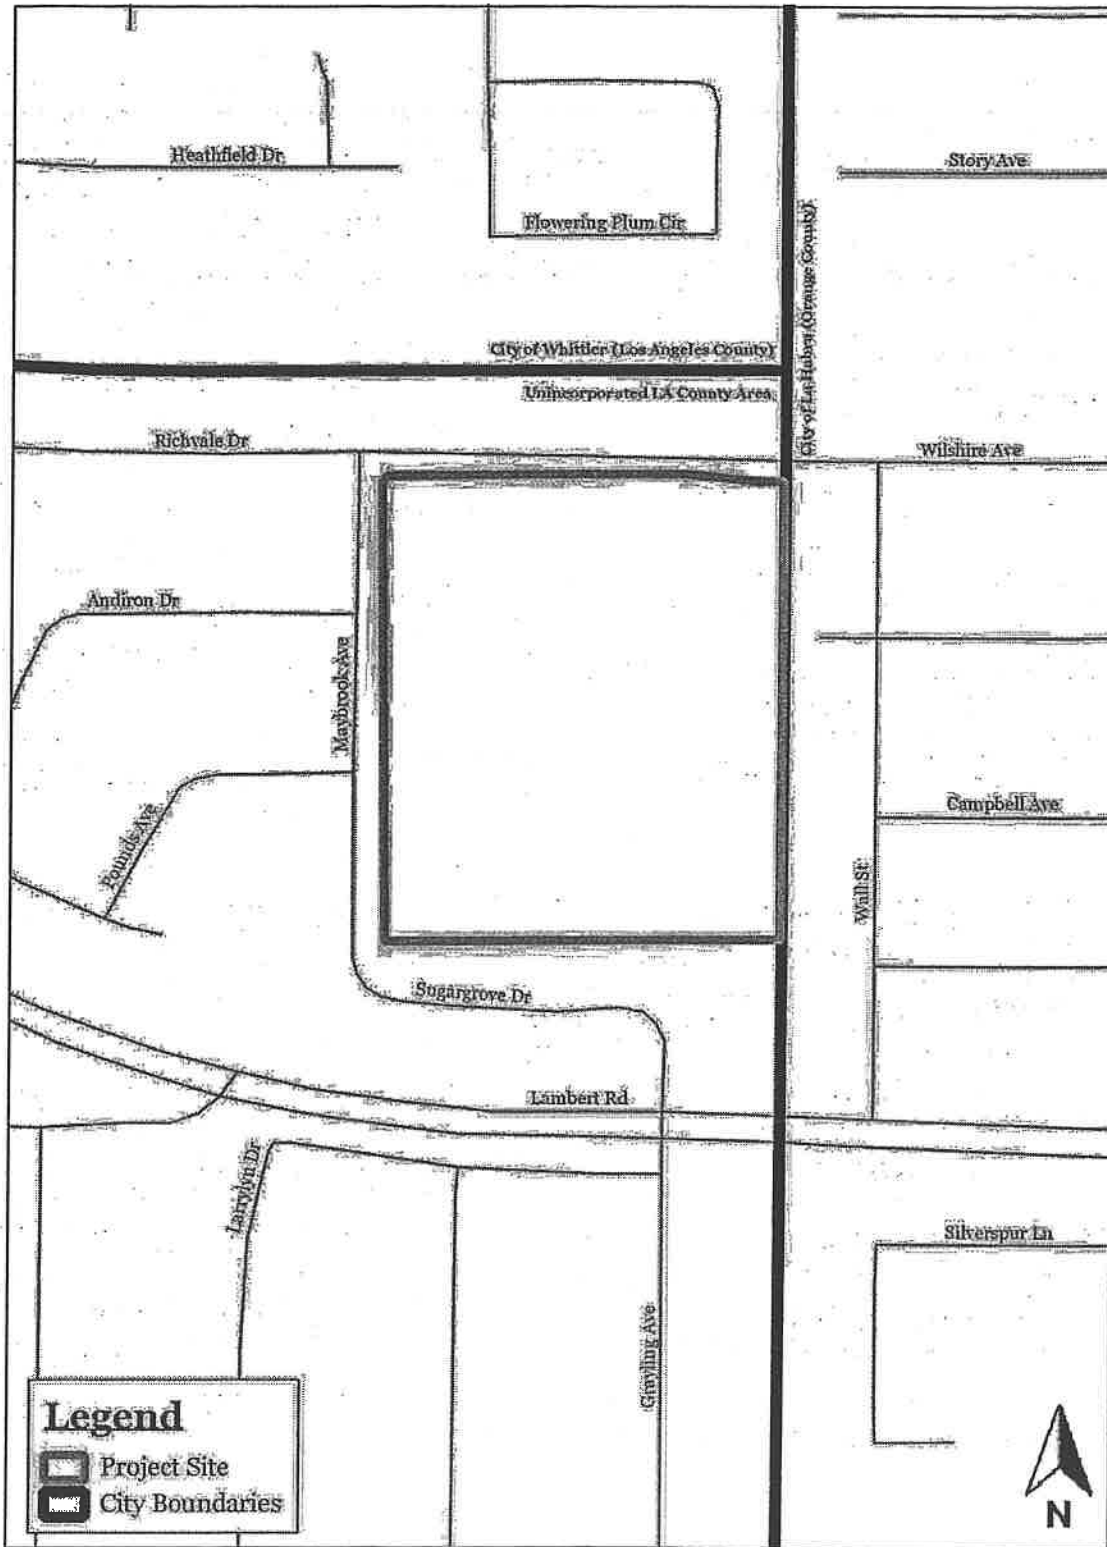 Heathfield Dr
Story Ave
Flowering Plum Cir
City of La Habra (Orange County)
City of Whittier (Los Angeles County)
Unincorporated LA County Area
Richvale Dr
Wilshire Ave
Andiron Dr
Maybrook Ave
Pounds Ave
Campbell Ave
Wall St
Sugargrove Dr
Lambert Rd
Larrylyn Dr
Silverspur Ln
Grayling Ave
Legend
Project Site
City Boundaries
N